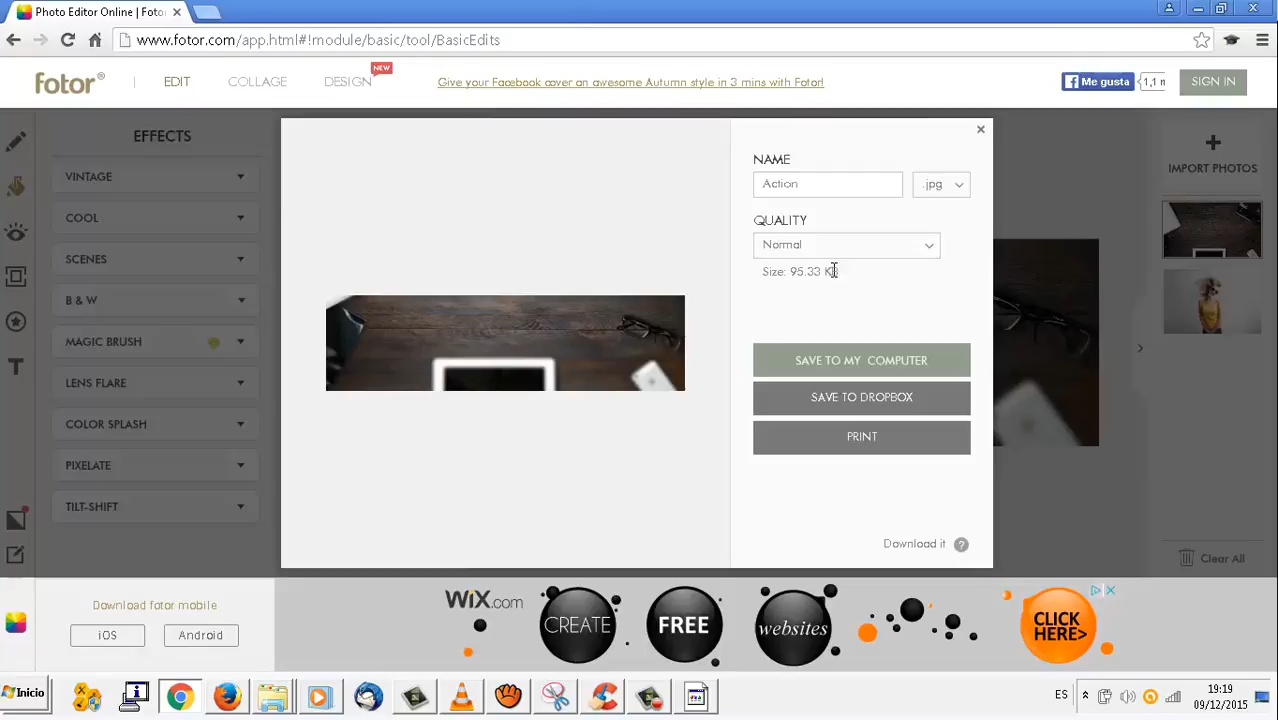 Photo Editor Online | Fotor
www.fotor.com/app.html#!module/basic/tool/BasicEdits
fotor®
EDIT
COLLAGE
DESIGN
NEW
Give your Facebook cover an awesome Autumn style in 3 mins with Fotor!
Me gusta
1,1 m
SIGN IN
EFFECTS
VINTAGE
COOL
SCENES
B & W
MAGIC BRUSH
LENS FLARE
COLOR SPLASH
PIXELATE
TILT-SHIFT
NAME
Action
.jpg
QUALITY
Normal
Size: 95.33 KB
SAVE TO MY COMPUTER
SAVE TO DROPBOX
PRINT
Download it
?
IMPORT PHOTOS
Clear All
Download fotor mobile
iOS
Android
WiX.com
CREATE
FREE
websites
CLICK
HERE>
Inicio
ES
19:19
09/12/2015